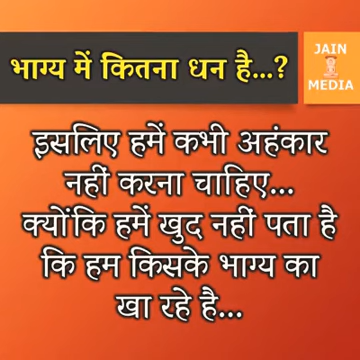 भाग्य में कितना धन है...?
JAIN
MEDIA
इसलिए हमें कभी अहंकार
नहीं करना चाहिए...
क्योंकि हमें खुद नहीं पता है
कि हम किसके भाग्य का
खा रहे है...